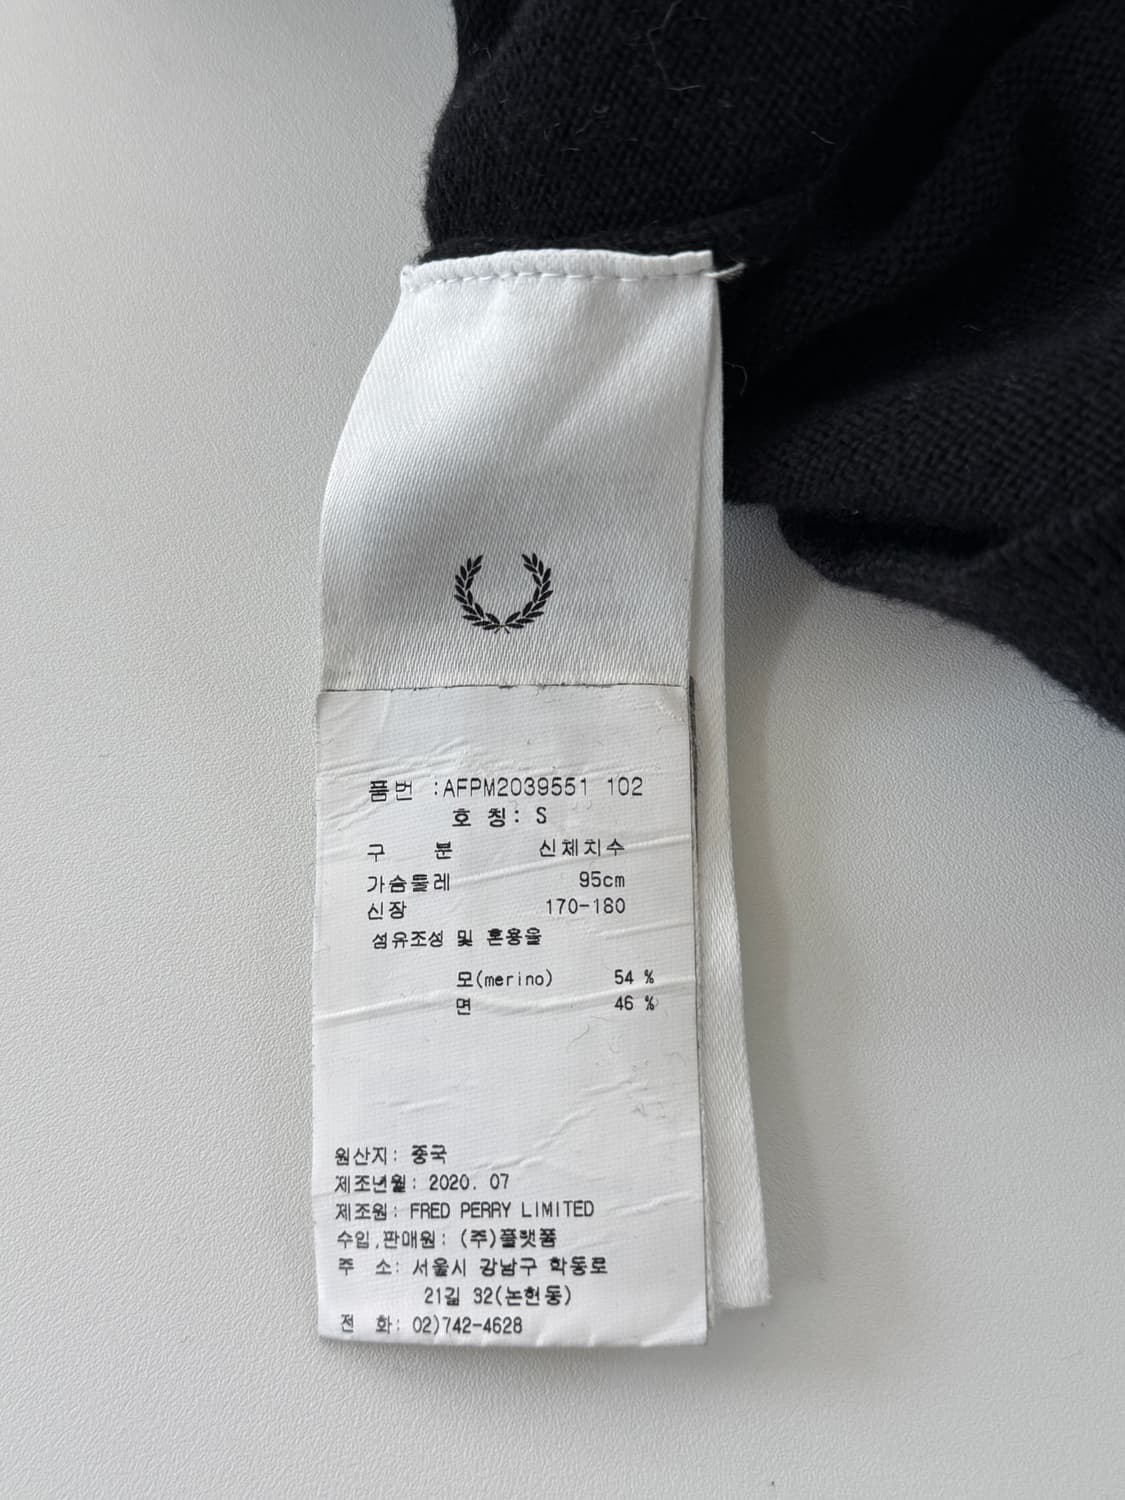 품번 :AFPM2039551 102
호 칭: S
구 분 신체치수
가슴둘레 95cm
신장 170-180
섬유조성 및 혼용율
모(merino) 54 %
면 46 %
원산지: 중국
제조년월: 2020. 07
제조원: FRED PERRY LIMITED
수입,판매원: (주)플랫폼
주 소: 서울시 강남구 학동로
21길 32(논현동)
전 화: 02)742-4628